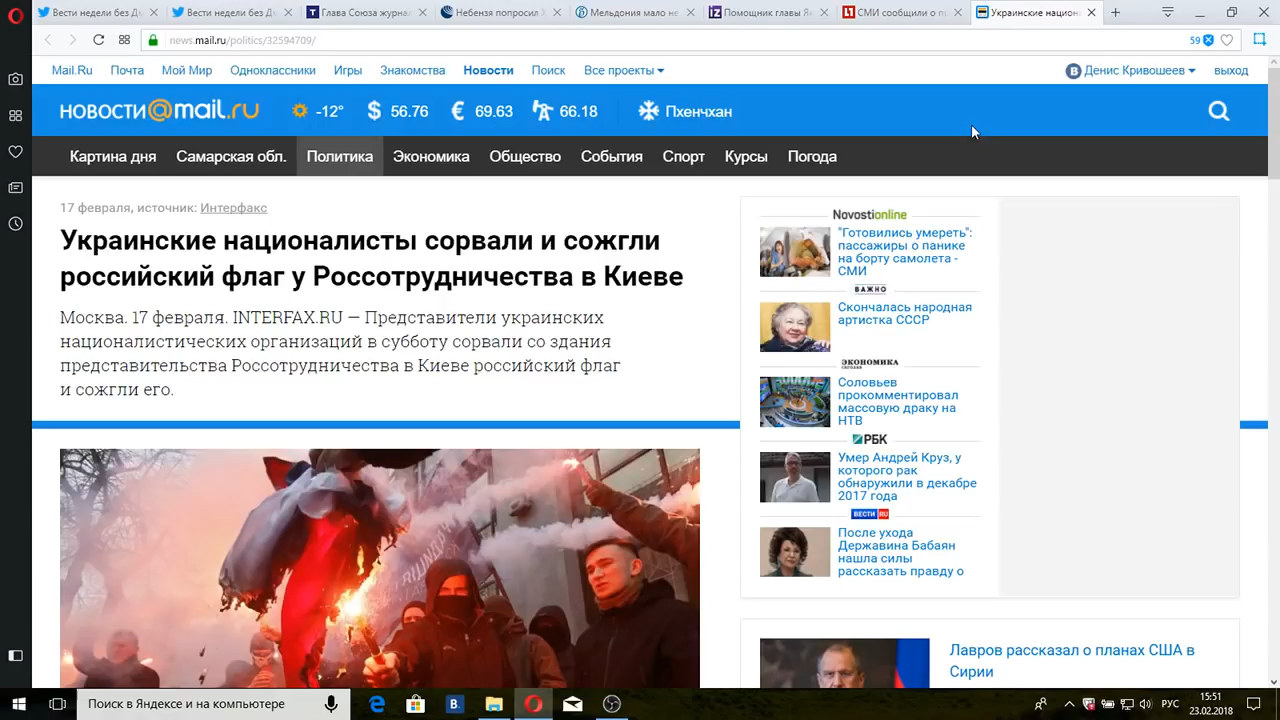 Вести недели без Дм
Вести недели без Дм
Глава Союза журнал
Небензя попросил Х
Мельдония мало не
Помощник главы Як
СМИ сообщили о по
Украинские национ
news.mail.ru/politics/32594709/
59
Mail.Ru Почта Мой Мир Одноклассники Игры Знакомства Новости Поиск Все проекты
Денис Кривошеев выход
НОВОСТИ@mail.ru -12° $ 56.76 € 69.63 66.18 Пхенчхан
Картина дня Самарская обл. Политика Экономика Общество События Спорт Курсы Погода
17 февраля, источник: Интерфакс
Украинские националисты сорвали и сожгли
российский флаг у Россотрудничества в Киеве
Москва. 17 февраля. INTERFAX.RU — Представители украинских
националистических организаций в субботу сорвали со здания
представительства Россотрудничества в Киеве российский флаг
и сожгли его.
Novostionline
"Готовились умереть":
пассажиры о панике
на борту самолета -
СМИ
ВАЖНО
Скончалась народная
артистка СССР
ЭКОНОМИКА
СЕГОДНЯ
Соловьев
прокомментировал
массовую драку на
НТВ
РБК
Умер Андрей Круз, у
которого рак
обнаружили в декабре
2017 года
ВЕСТИ RU
После ухода
Державина Бабаян
нашла силы
рассказать правду о
Лавров рассказал о планах США в
Сирии
Поиск в Яндексе и на компьютере
РУС
15:51
23.02.2018